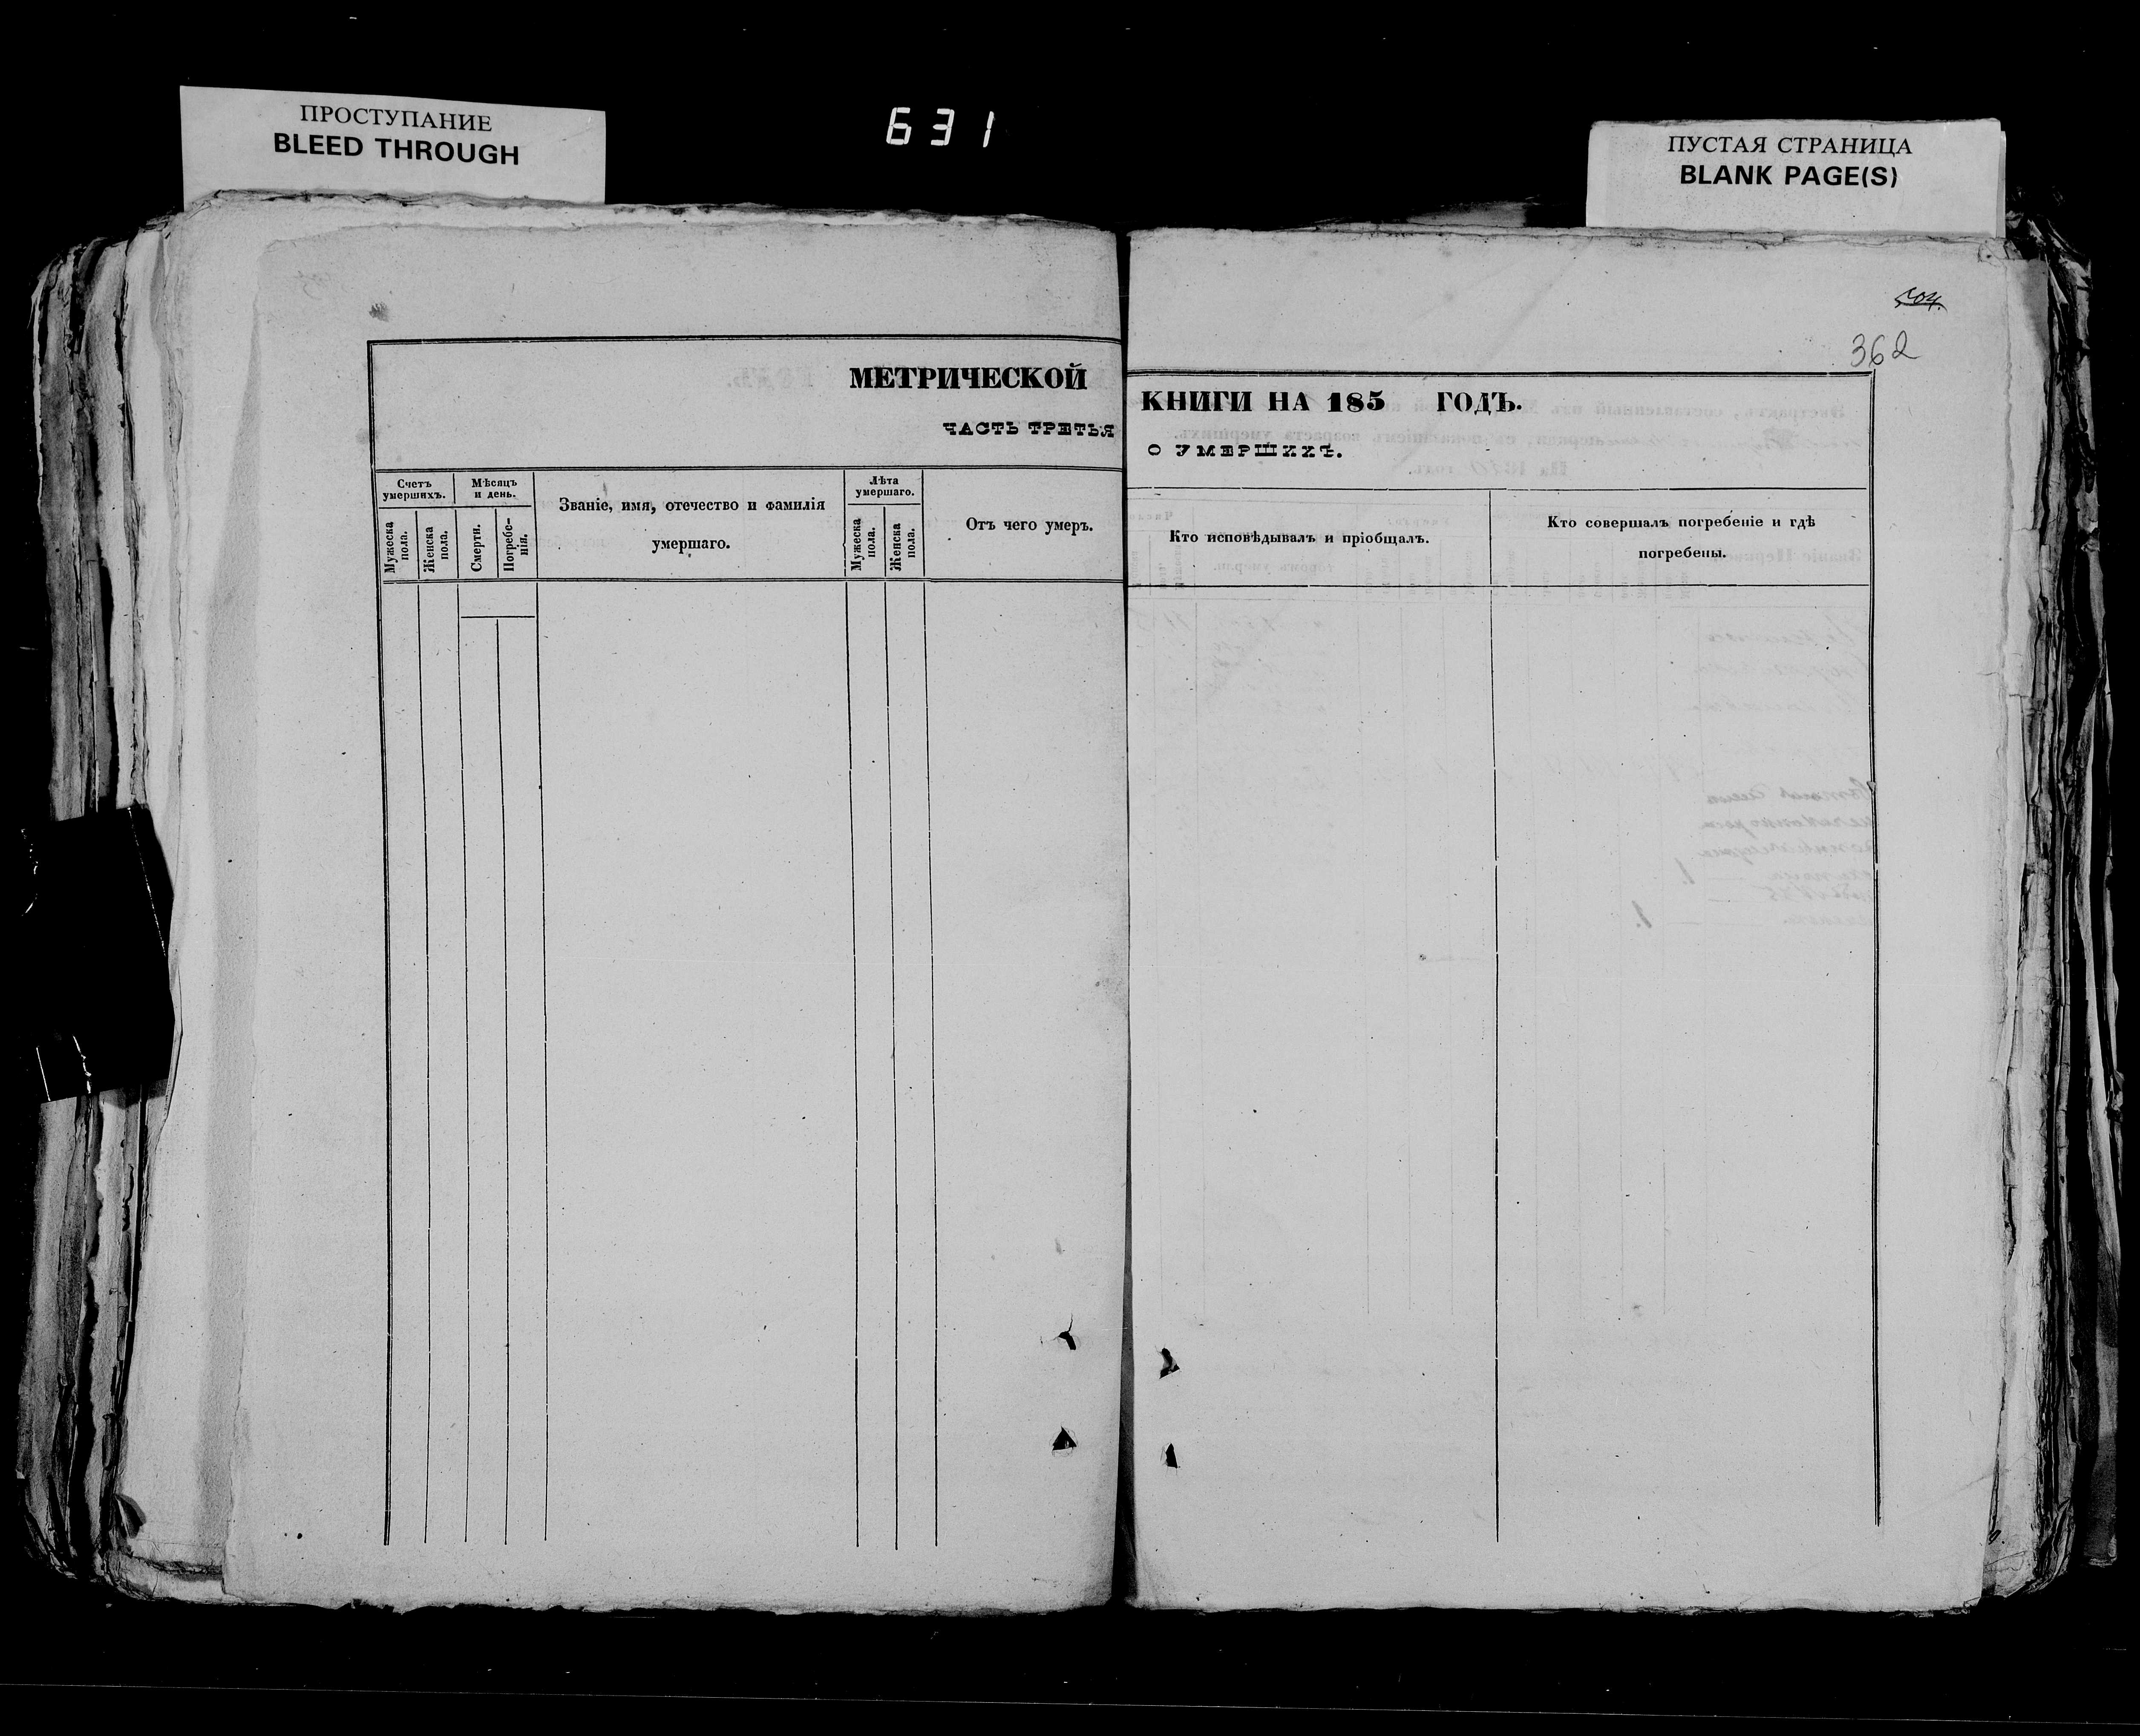 ПРОСТУПАНИЕ
BLEED THROUGH
631
ПУСТАЯ СТРАНИЦА
BLANK PAGE(S)
362
МЕТРИЧЕСКОЙ КНИГИ НА 185 ГОДЪ.
ЧАСТЬ ТРЕТЬЯ О УМЕРШИХЪ.
Счетъ
умершихъ.
Мужеска
пола.
Женска
пола.
Мѣсяцъ
и день.
Смерти.
Погребе-
нія.
Званіе, имя, отечество и фамилія
умершаго.
Лѣта
умершаго.
Мужеска
пола.
Женска
пола.
Отъ чего умеръ.
Кто исповѣдывалъ и пріобщалъ.
Кто совершалъ погребеніе и гдѣ
погребены.